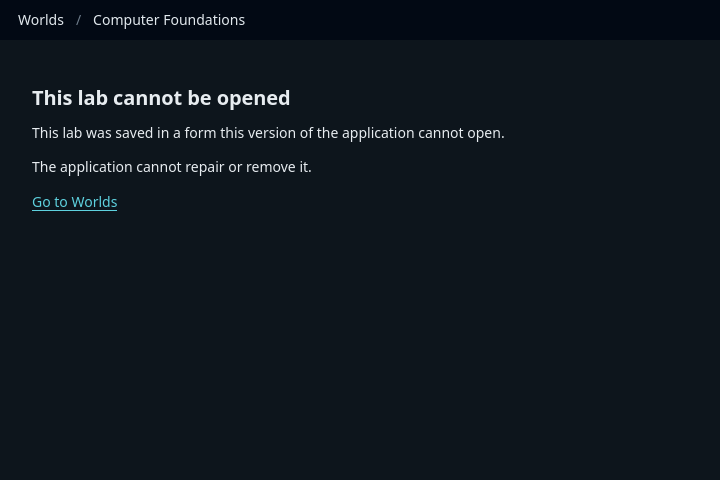 Worlds / Computer Foundations
This lab cannot be opened
This lab was saved in a form this version of the application cannot open.
The application cannot repair or remove it.
Go to Worlds